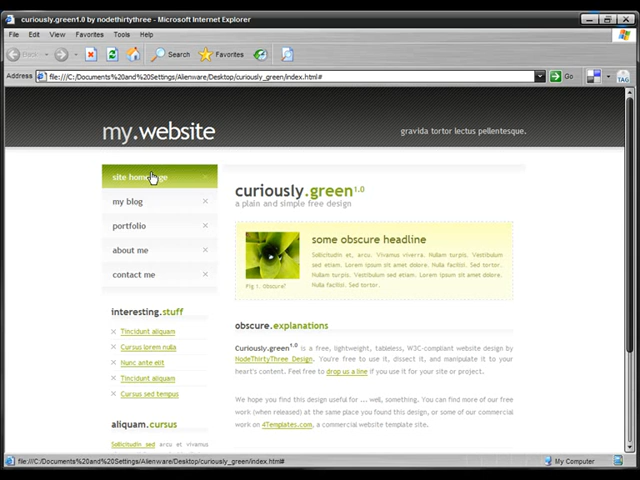 curiously.green1.0 by nodethirtythree - Microsoft Internet Explorer
File Edit View Favorites Tools Help
Back Search Favorites
Address file:///C:/Documents%20and%20Settings/Alienware/Desktop/curiously_green/index.html# Go TAG
my.website gravida tortor lectus pellentesque.
site homepage ×
my blog ×
portfolio ×
about me ×
contact me ×
interesting.stuff
× Tincidunt aliquam
× Cursus lorem nulla
× Nunc ante elit
× Tincidunt aliquam
× Cursus sed tempus
aliquam.cursus
Sollicitudin sed arcu et vivamus
curiously.green1.0
a plain and simple free design
some obscure headline
Sollicitudin et, arcu. Vivamus viverra. Nullam turpis. Vestibulum
sed etiam. Lorem ipsum sit amet dolore. Nulla facilisi. Sed tortor.
Nullam turpis. Vestibulum sed etiam. Lorem ipsum sit amet dolore.
Nulla facilisi. Sed tortor.
Fig 1. Obscure?
obscure.explanations
Curiously.green1.0 is a free, lightweight, tableless, W3C-compliant website design by
NodeThirtyThree Design. You're free to use it, dissect it, and manipulate it to your
heart's content. Feel free to drop us a line if you use it for your site or project.
We hope you find this design useful for ... well, something. You can find more of our free
work (when released) at the same place you found this design, or some of our commercial
work on 4Templates.com, a commercial website template site.
file:///C:/Documents%20and%20Settings/Alienware/Desktop/curiously_green/index.html# My Computer